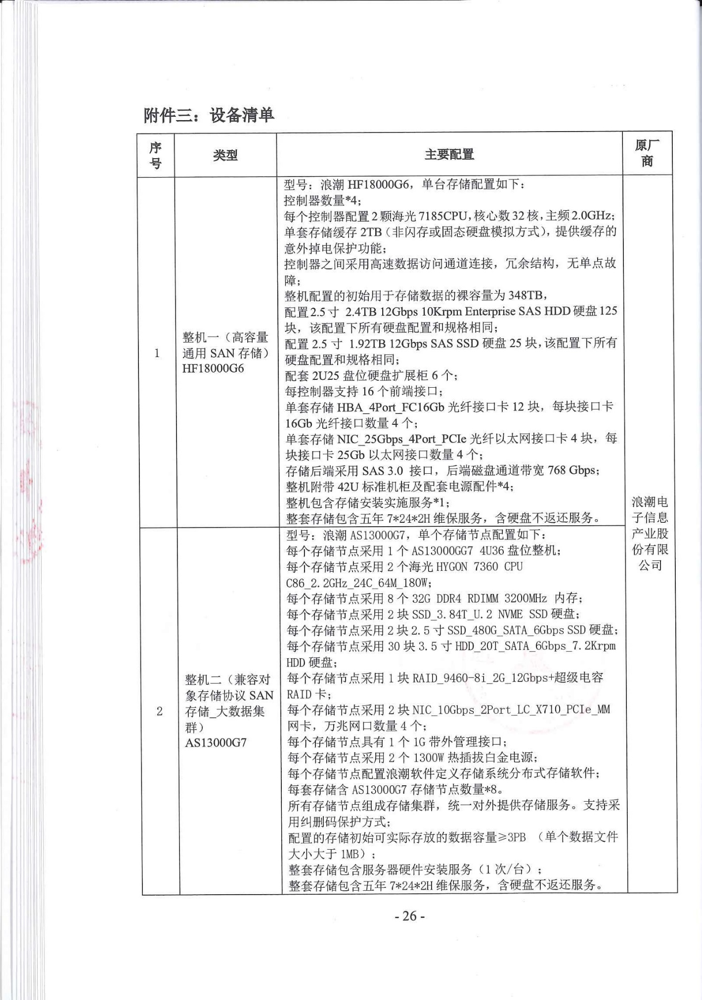 附件三：设备清单
序号
类型
主要配置
原厂商
1
整机一（高容量
通用 SAN 存储）
HF18000G6
型号：浪潮 HF18000G6，单台存储配置如下：
控制器数量*4；
每个控制器配置 2 颗海光 7185CPU，核心数 32 核，主频 2.0GHz；
单套存储缓存 2TB（非闪存或固态硬盘模拟方式），提供缓存的
意外掉电保护功能；
控制器之间采用高速数据访问通道连接，冗余结构，无单点故
障；
整机配置的初始用于存储数据的裸容量为 348TB，
配置 2.5 寸 2.4TB 12Gbps 10Krpm Enterprise SAS HDD 硬盘 125
块，该配置下所有硬盘配置和规格相同；
配置 2.5 寸 1.92TB 12Gbps SAS SSD 硬盘 25 块，该配置下所有
硬盘配置和规格相同；
配套 2U25 盘位硬盘扩展柜 6 个；
每控制器支持 16 个前端接口；
单套存储 HBA_4Port_FC16Gb 光纤接口卡 12 块，每块接口卡
16Gb 光纤接口数量 4 个；
单套存储 NIC_25Gbps_4Port_PCIe 光纤以太网接口卡 4 块，每
块接口卡 25Gb 以太网接口数量 4 个；
存储后端采用 SAS 3.0 接口，后端磁盘通道带宽 768 Gbps；
整机附带 42U 标准机柜及配套电源配件*4；
整机包含存储安装实施服务*1；
整套存储包含五年 7*24*2H 维保服务，含硬盘不返还服务。
浪潮电
子信息
产业股
份有限
公司
2
整机二（兼容对
象存储协议 SAN
存储_大数据集
群）
AS13000G7
型号：浪潮 AS13000G7，单个存储节点配置如下：
每个存储节点采用 1 个 AS13000GG7 4U36 盘位整机；
每个存储节点采用 2 个海光 HYGON 7360 CPU
C86_2.2GHz_24C_64M_180W；
每个存储节点采用 8 个 32G DDR4 RDIMM 3200MHz 内存；
每个存储节点采用 2 块 SSD_3.84T_U.2 NVME SSD 硬盘；
每个存储节点采用 2 块 2.5 寸 SSD_480G_SATA_6Gbps SSD 硬盘；
每个存储节点采用 30 块 3.5 寸 HDD_20T_SATA_6Gbps_7.2Krpm
HDD 硬盘；
每个存储节点采用 1 块 RAID_9460-8i_2G_12Gbps+超级电容
RAID 卡；
每个存储节点采用 2 块 NIC_10Gbps_2Port_LC_X710_PCIe_MM
网卡，万兆网口数量 4 个；
每个存储节点具有 1 个 1G 带外管理接口；
每个存储节点采用 2 个 1300W 热插拔白金电源；
每个存储节点配置浪潮软件定义存储系统分布式存储软件；
每套存储含 AS13000G7 存储节点数量*8。
所有存储节点组成存储集群，统一对外提供存储服务。支持采
用纠删码保护方式；
配置的存储初始可实际存放的数据容量≥3PB （单个数据文件
大小大于 1MB）；
整套存储包含服务器硬件安装服务（1 次/台）；
整套存储包含五年 7*24*2H 维保服务，含硬盘不返还服务。
- 26 -